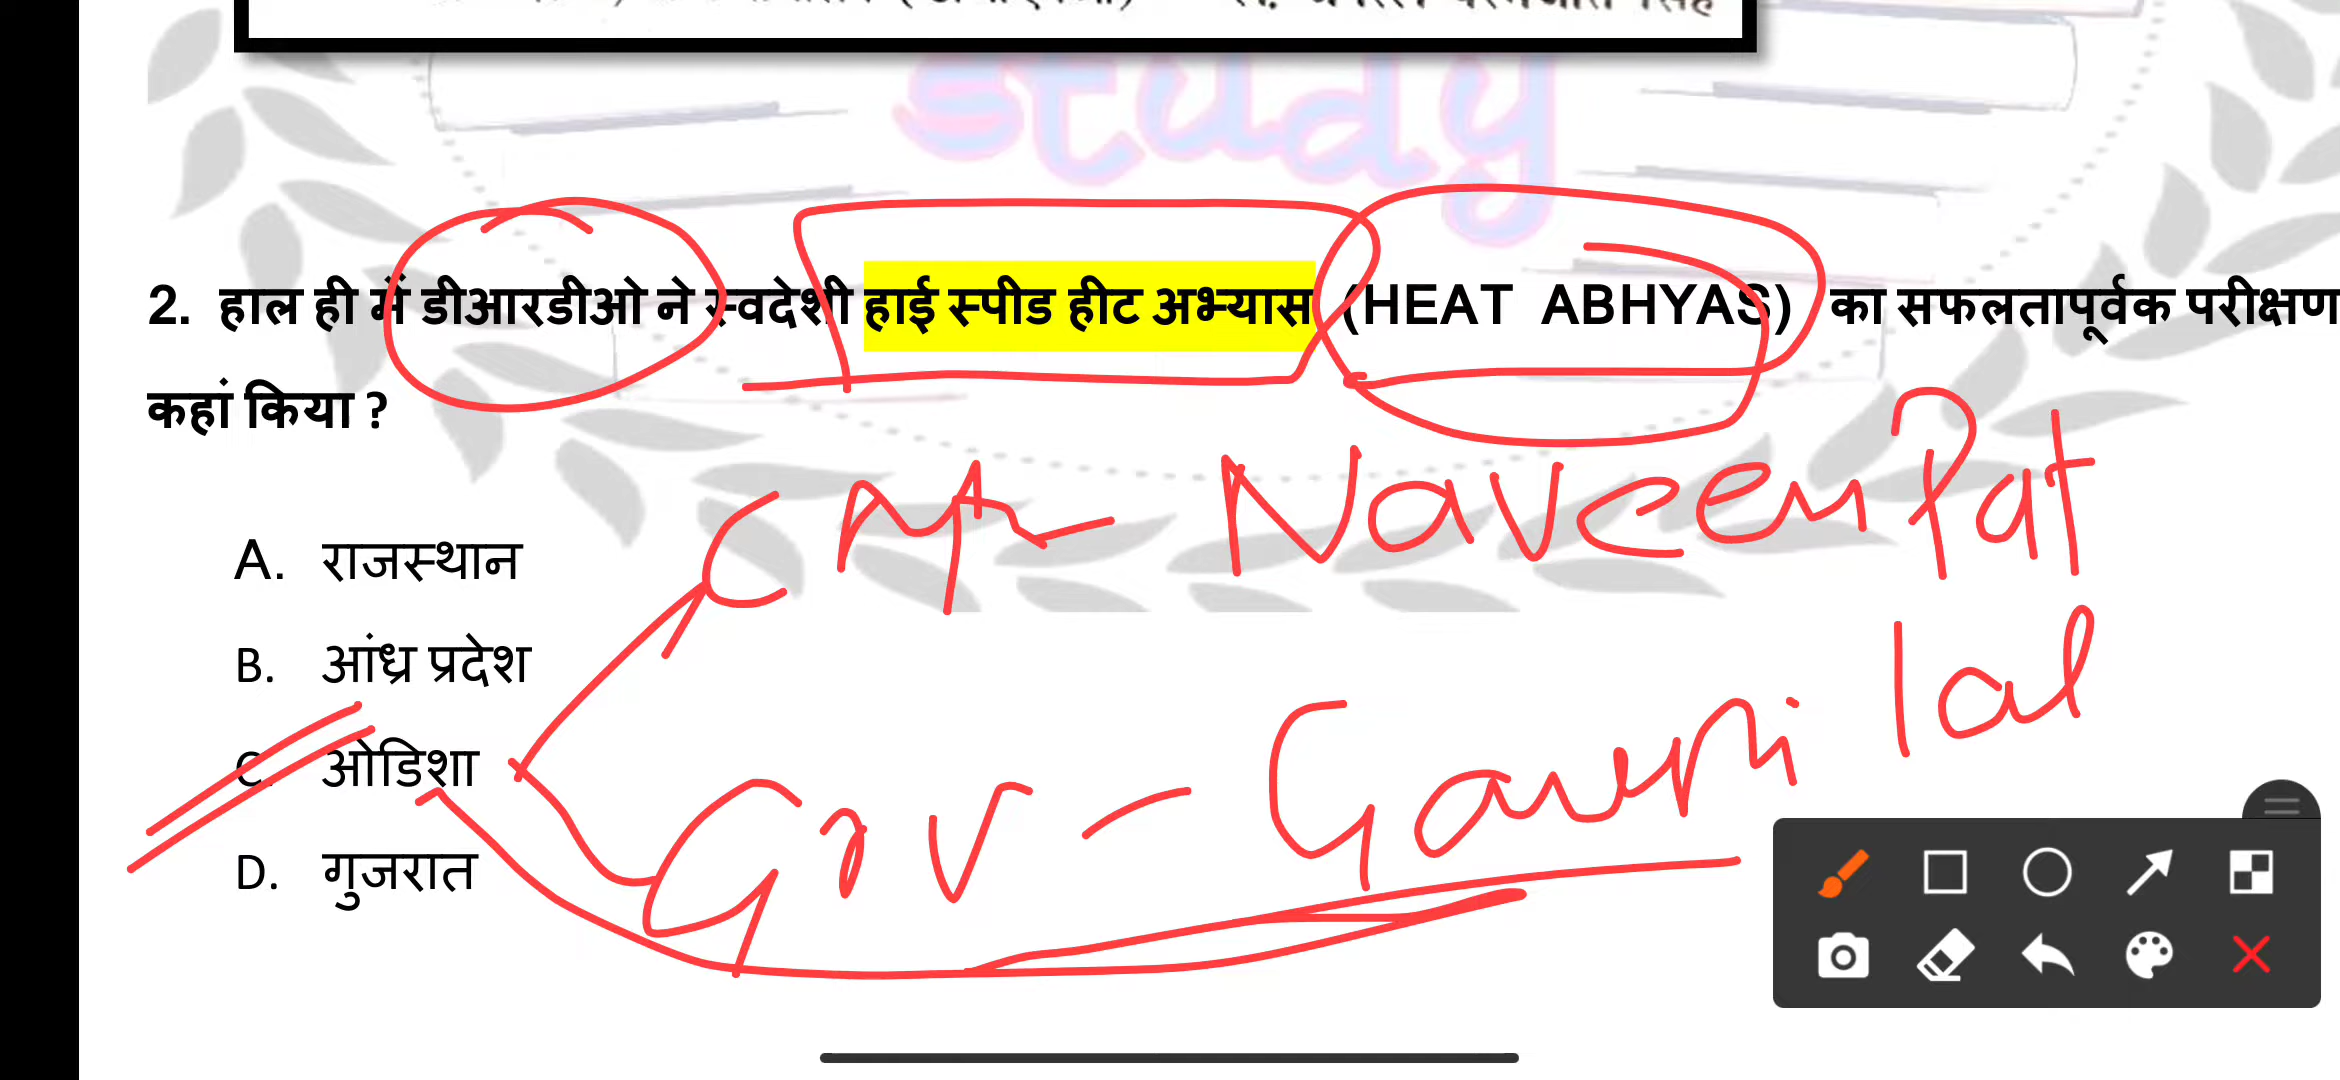 study
2. हाल ही में डीआरडीओ ने स्वदेशी हाई स्पीड हीट अभ्यास (HEAT ABHYAS) का सफलतापूर्वक परीक्षण
कहां किया ?
CM - Naveen Pat
A. राजस्थान
B. आंध्र प्रदेश
lal
C. ओडिशा
Gov -
D. गुजरात